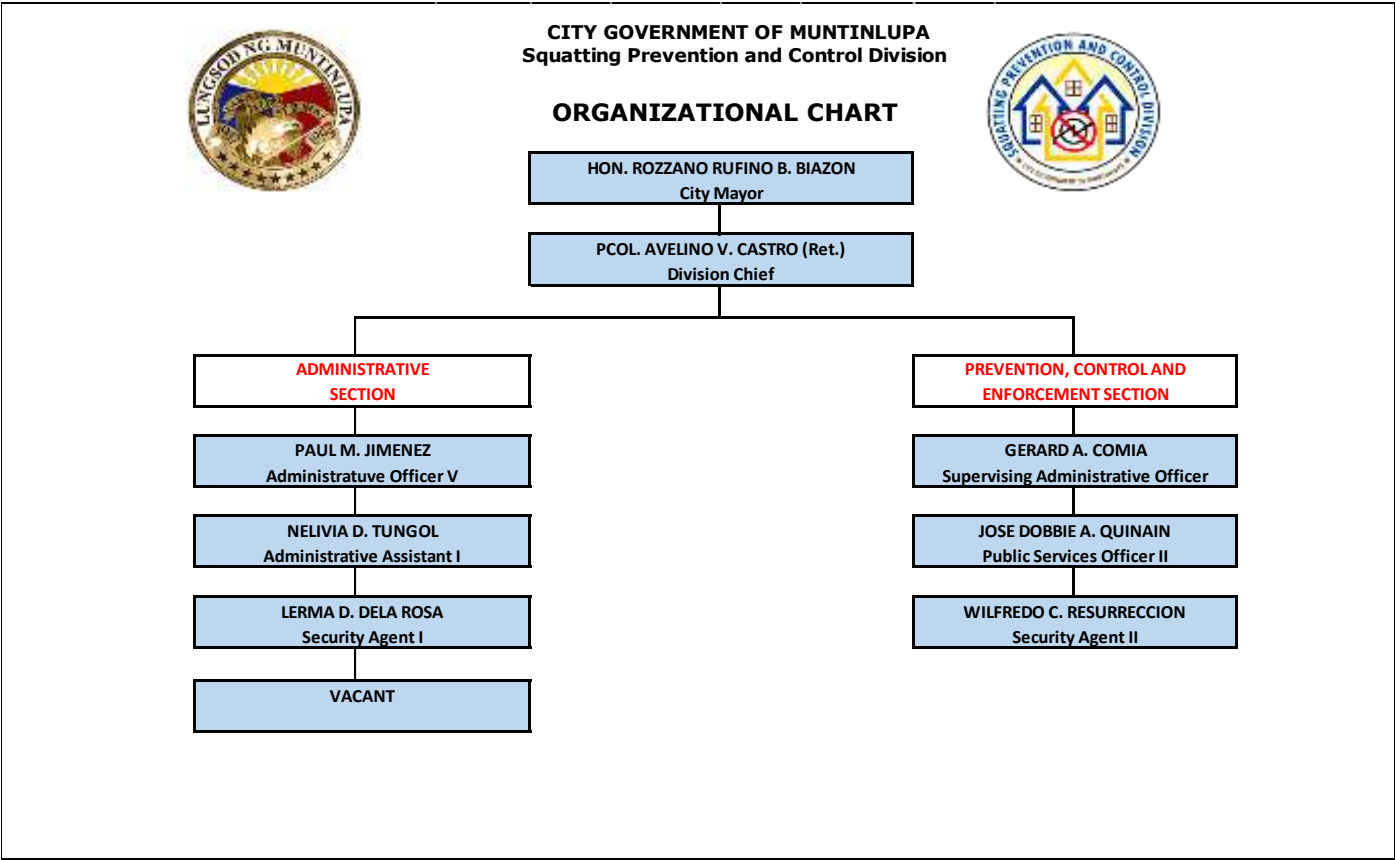 LUNGSOD NG MUNTINLUPA
CITY GOVERNMENT OF MUNTINLUPA
Squatting Prevention and Control Division
SQUATTING PREVENTION AND CONTROL DIVISION
ORGANIZATIONAL CHART
HON. ROZZANO RUFINO B. BIAZON
City Mayor
PCOL. AVELINO V. CASTRO (Ret.)
Division Chief
ADMINISTRATIVE
SECTION
PAUL M. JIMENEZ
Administratuve Officer V
NELIVIA D. TUNGOL
Administrative Assistant I
LERMA D. DELA ROSA
Security Agent I
VACANT
PREVENTION, CONTROL AND
ENFORCEMENT SECTION
GERARD A. COMIA
Supervising Administrative Officer
JOSE DOBBIE A. QUINAIN
Public Services Officer II
WILFREDO C. RESURRECCION
Security Agent II